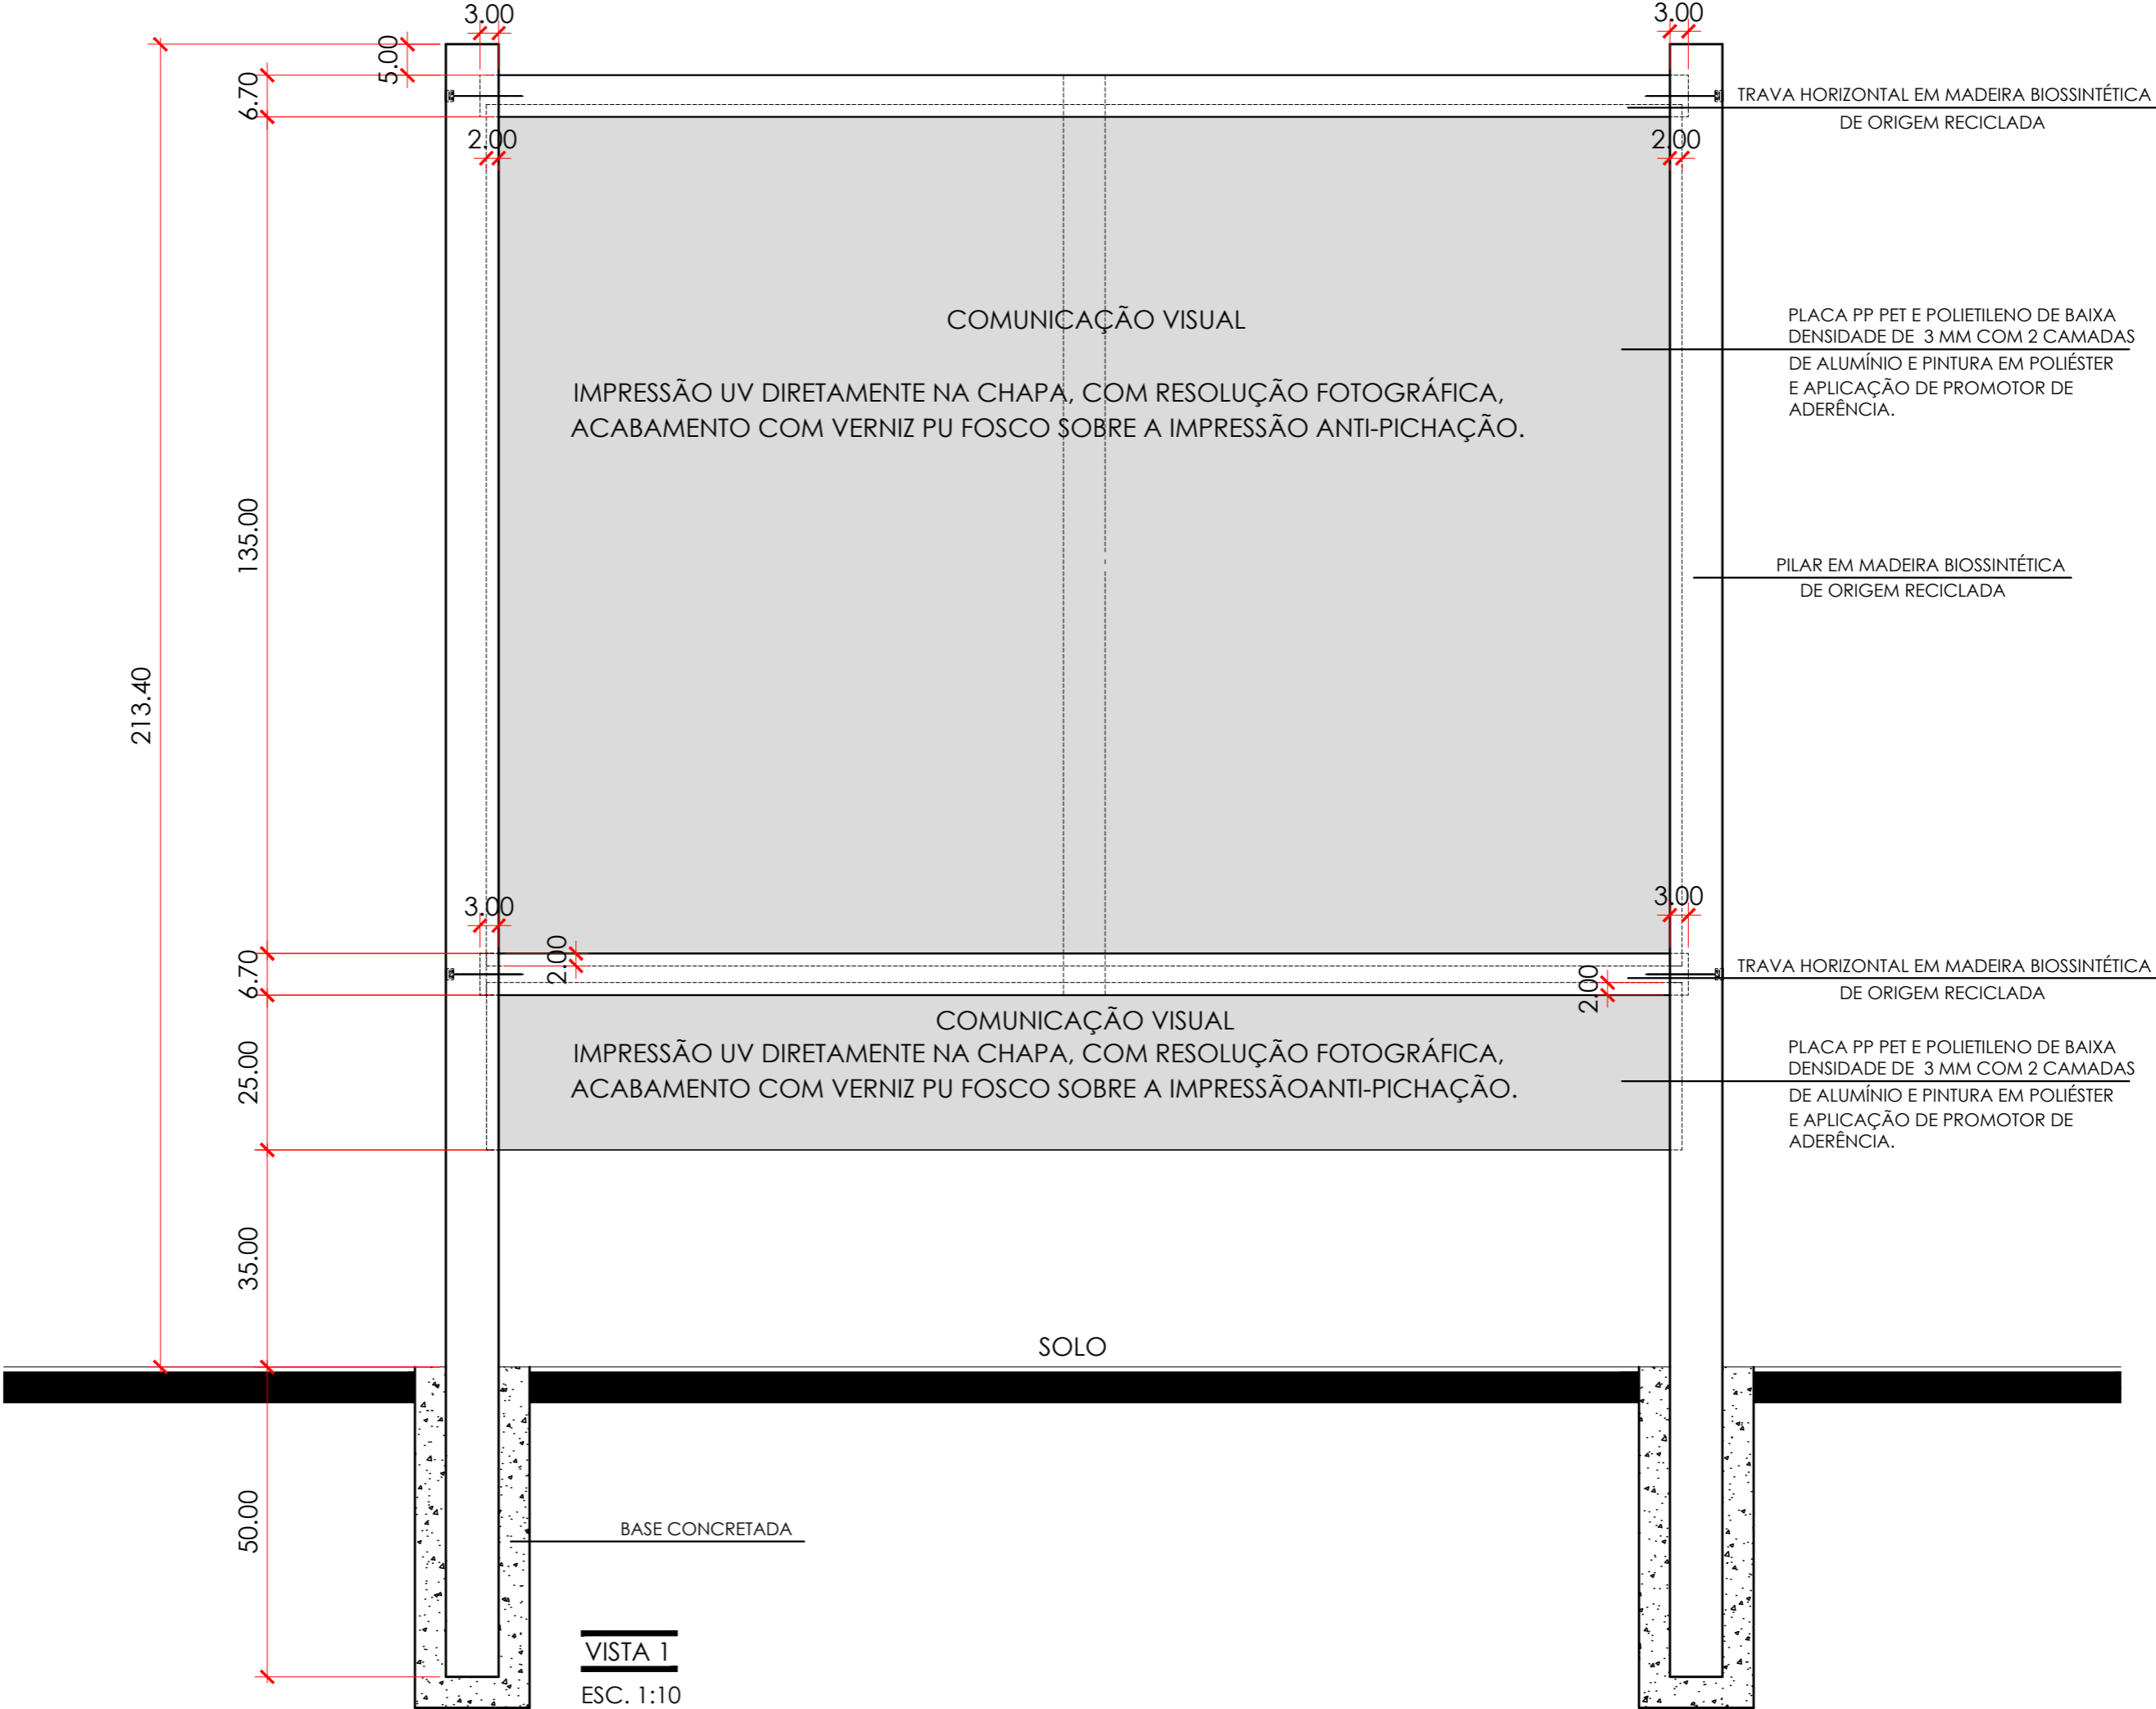 3.00
3.00
5.00
6.70
TRAVA HORIZONTAL EM MADEIRA BIOSSINTÉTICA
DE ORIGEM RECICLADA
2.00
2.00
COMUNICAÇÃO VISUAL
IMPRESSÃO UV DIRETAMENTE NA CHAPA, COM RESOLUÇÃO FOTOGRÁFICA,
ACABAMENTO COM VERNIZ PU FOSCO SOBRE A IMPRESSÃO ANTI-PICHAÇÃO.
PLACA PP PET E POLIETILENO DE BAIXA
DENSIDADE DE 3 MM COM 2 CAMADAS
DE ALUMÍNIO E PINTURA EM POLIÉSTER
E APLICAÇÃO DE PROMOTOR DE
ADERÊNCIA.
135.00
PILAR EM MADEIRA BIOSSINTÉTICA
DE ORIGEM RECICLADA
213.40
3.00
3.00
2.00
6.70
2.00
TRAVA HORIZONTAL EM MADEIRA BIOSSINTÉTICA
DE ORIGEM RECICLADA
COMUNICAÇÃO VISUAL
IMPRESSÃO UV DIRETAMENTE NA CHAPA, COM RESOLUÇÃO FOTOGRÁFICA,
ACABAMENTO COM VERNIZ PU FOSCO SOBRE A IMPRESSÃOANTI-PICHAÇÃO.
25.00
PLACA PP PET E POLIETILENO DE BAIXA
DENSIDADE DE 3 MM COM 2 CAMADAS
DE ALUMÍNIO E PINTURA EM POLIÉSTER
E APLICAÇÃO DE PROMOTOR DE
ADERÊNCIA.
35.00
SOLO
50.00
BASE CONCRETADA
VISTA 1
ESC. 1:10